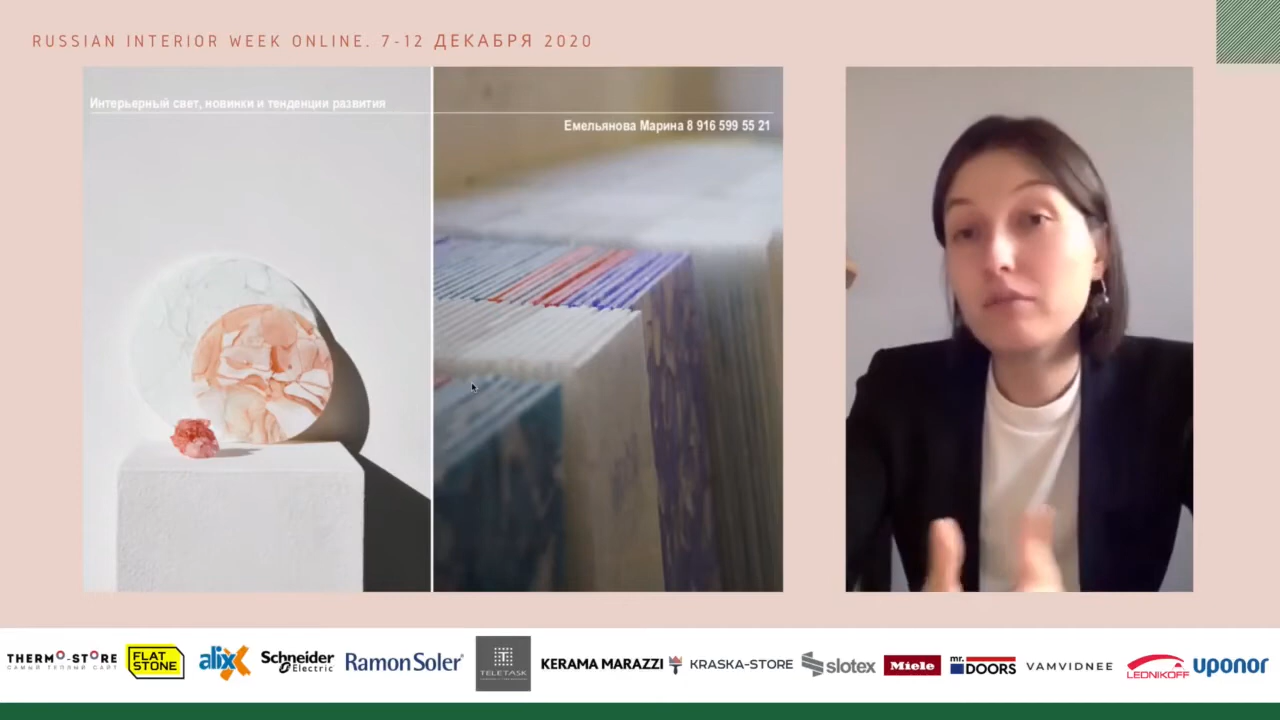 RUSSIAN INTERIOR WEEK ONLINE. 7-12 ДЕКАБРЯ 2020
Интерьерный свет, новинки и тенденции развития
Емельянова Марина 8 916 599 55 21
THERMO-STORE
САМЫЙ ТЕПЛЫЙ САЙТ
FLAT
STONE
alix
Schneider
Electric
Ramon Soler®
TELETASK
KERAMA MARAZZI
KRASKA-STORE
slotex
Miele
mr.
DOORS
VAMVIDNEE
LEDNIKOFF
uponor